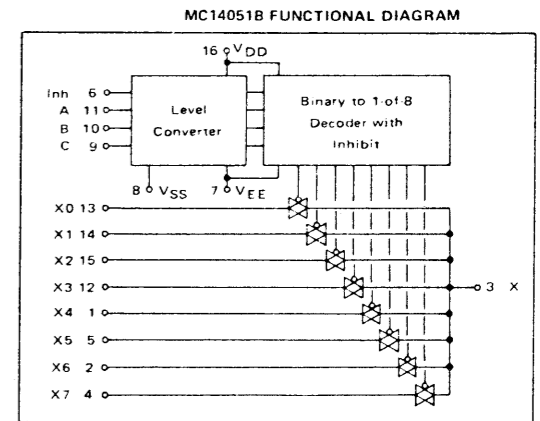 MC14051B FUNCTIONAL DIAGRAM
16 VDD
Inh 6
A 11
B 10
C 9
Level
Converter
Binary to 1-of-8
Decoder with
Inhibit
8 VSS
7 VEE
X0 13
X1 14
X2 15
X3 12
3 X
X4 1
X5 5
X6 2
X7 4